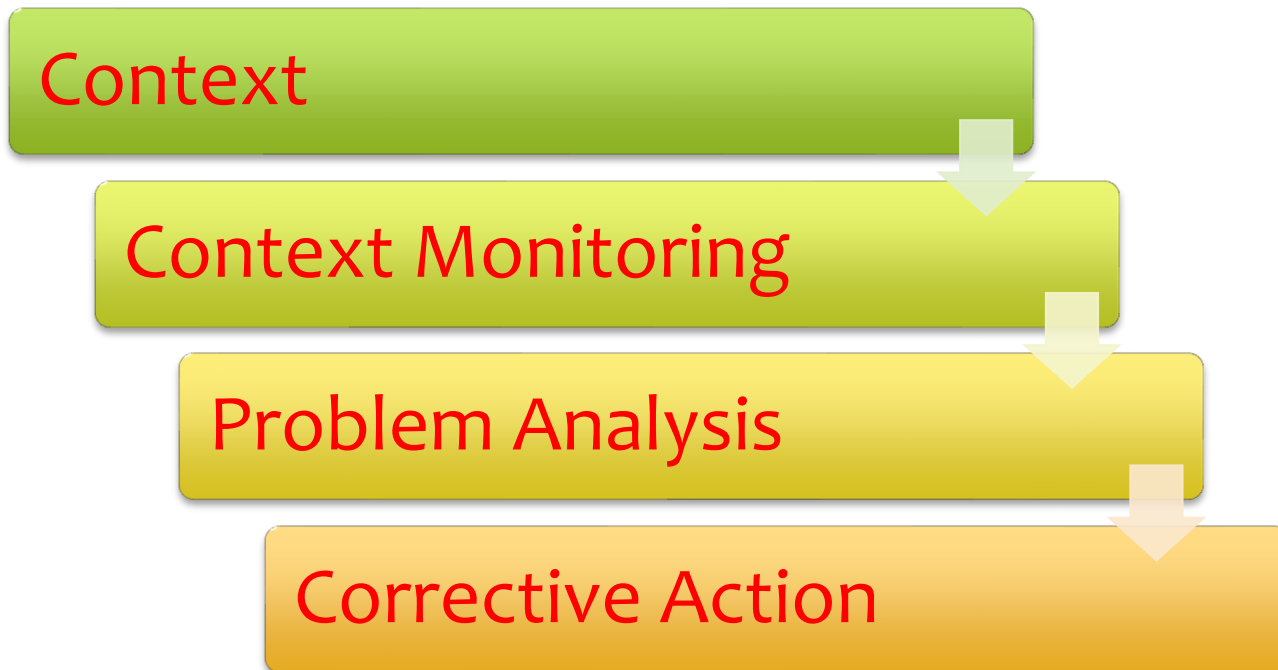 Context
Context Monitoring
Problem Analysis
Corrective Action